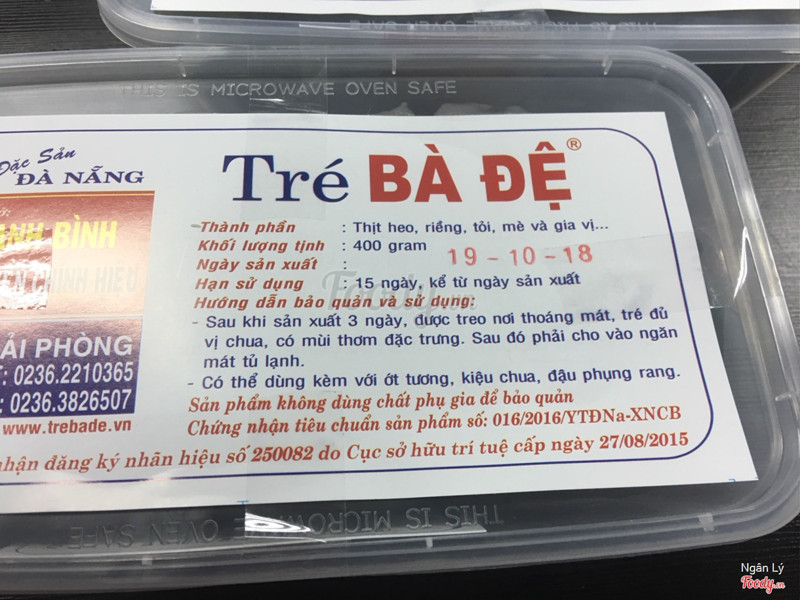 THIS IS MICROWAVE OVEN SAFE
Đặc Sản
ĐÀ NẴNG
Tré BÀ ĐỆ®
Thành phần : Thịt heo, riềng, tỏi, mè và gia vị...
Khối lượng tịnh : 400 gram
Ngày sản xuất : 19-10-18
Hạn sử dụng : 15 ngày, kể từ ngày sản xuất
Hướng dẫn bảo quản và sử dụng:
- Sau khi sản xuất 3 ngày, được treo nơi thoáng mát, tré đủ
vị chua, có mùi thơm đặc trưng. Sau đó phải cho vào ngăn
mát tủ lạnh.
- Có thể dùng kèm với ớt tương, kiệu chua, đậu phụng rang.
Sản phẩm không dùng chất phụ gia để bảo quản
Chứng nhận tiêu chuẩn sản phẩm số: 016/2016/YTĐNa-XNCB
đăng ký nhãn hiệu số 250082 do Cục sở hữu trí tuệ cấp ngày 27/08/2015
BÌNH
CHÍNH HIỆU
ẢI PHÒNG
: 0236.2210365
: 0236.3826507
www.trebade.vn
THIS IS MICROWAVE OVEN SAFE
Foody.vn
Ngân Lý
Foody.vn